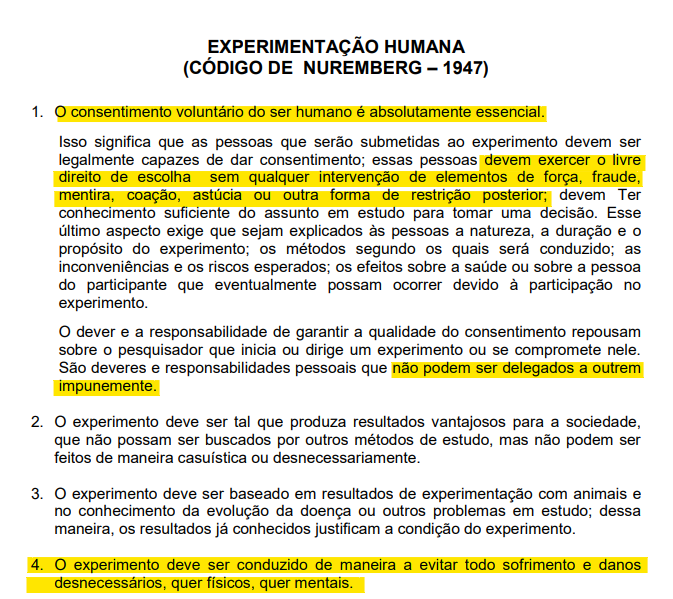 EXPERIMENTAÇÃO HUMANA
(CÓDIGO DE NUREMBERG – 1947)
1. O consentimento voluntário do ser humano é absolutamente essencial.
Isso significa que as pessoas que serão submetidas ao experimento devem ser
legalmente capazes de dar consentimento; essas pessoas devem exercer o livre
direito de escolha sem qualquer intervenção de elementos de força, fraude,
mentira, coação, astúcia ou outra forma de restrição posterior; devem Ter
conhecimento suficiente do assunto em estudo para tomar uma decisão. Esse
último aspecto exige que sejam explicados às pessoas a natureza, a duração e o
propósito do experimento; os métodos segundo os quais será conduzido; as
inconveniências e os riscos esperados; os efeitos sobre a saúde ou sobre a pessoa
do participante que eventualmente possam ocorrer devido à participação no
experimento.
O dever e a responsabilidade de garantir a qualidade do consentimento repousam
sobre o pesquisador que inicia ou dirige um experimento ou se compromete nele.
São deveres e responsabilidades pessoais que não podem ser delegados a outrem
impunemente.
2. O experimento deve ser tal que produza resultados vantajosos para a sociedade,
que não possam ser buscados por outros métodos de estudo, mas não podem ser
feitos de maneira casuística ou desnecessariamente.
3. O experimento deve ser baseado em resultados de experimentação com animais e
no conhecimento da evolução da doença ou outros problemas em estudo; dessa
maneira, os resultados já conhecidos justificam a condição do experimento.
4. O experimento deve ser conduzido de maneira a evitar todo sofrimento e danos
desnecessários, quer físicos, quer mentais.